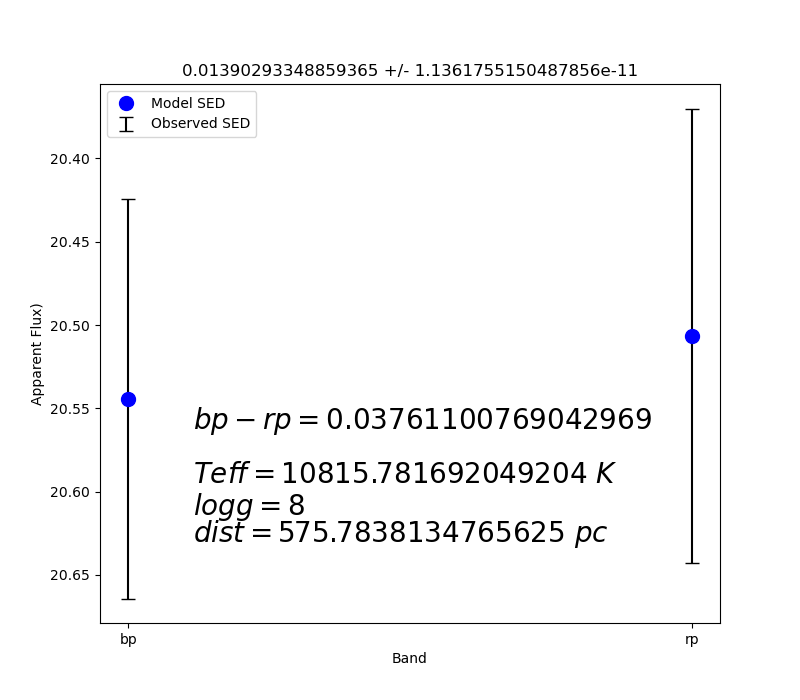 0.01390293348859365 +/- 1.1361755150487856e-11
Model SED
Observed SED
20.40
20.45
20.50
20.55
20.60
20.65
Apparent Flux)
bp − rp = 0.03761100769042969
Teff = 10815.781692049204 K
logg = 8
dist = 575.7838134765625 pc
bp
rp
Band